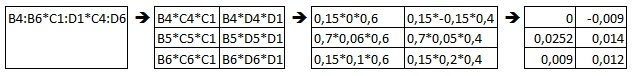 B4:B6*C1:D1*C4:D6 → B4*C4*C1 B4*D4*D1 → 0,15*0*0,6 0,15*-0,15*0,4 → 0 -0,009
B5*C5*C1 B5*D5*D1 0,7*0,06*0,6 0,7*0,05*0,4 0,0252 0,014
B6*C6*C1 B6*D6*D1 0,15*0,1*0,6 0,15*0,2*0,4 0,009 0,012